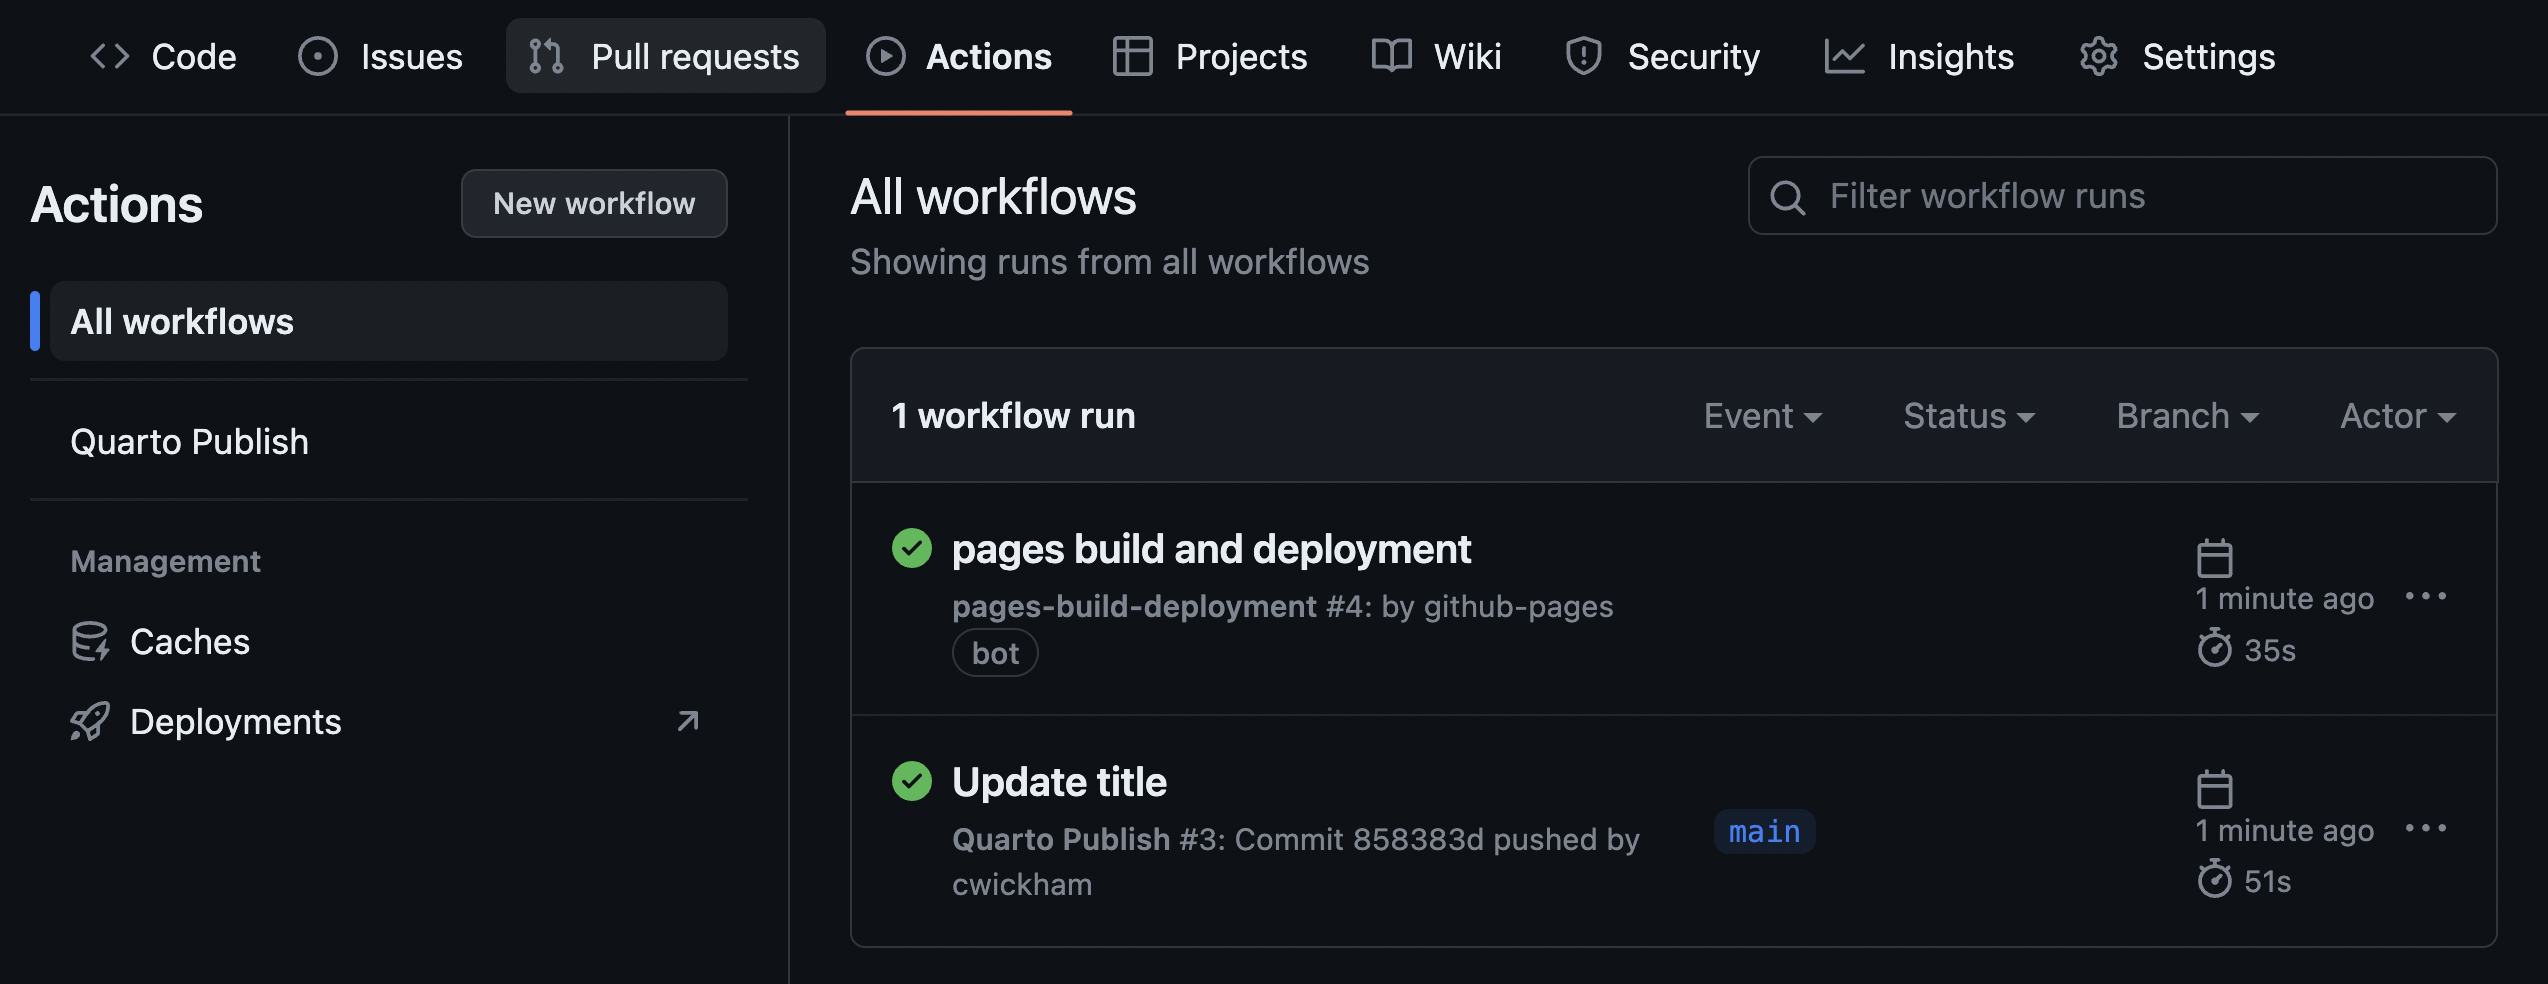 Code Issues Pull requests Actions Projects Wiki Security Insights Settings
Actions
New workflow
All workflows
Quarto Publish
Management
Caches
Deployments
All workflows
Filter workflow runs
Showing runs from all workflows
1 workflow run Event Status Branch Actor
pages build and deployment
pages-build-deployment #4: by github-pages
bot
1 minute ago
35s
Update title
Quarto Publish #3: Commit 858383d pushed by
cwickham
main
1 minute ago
51s